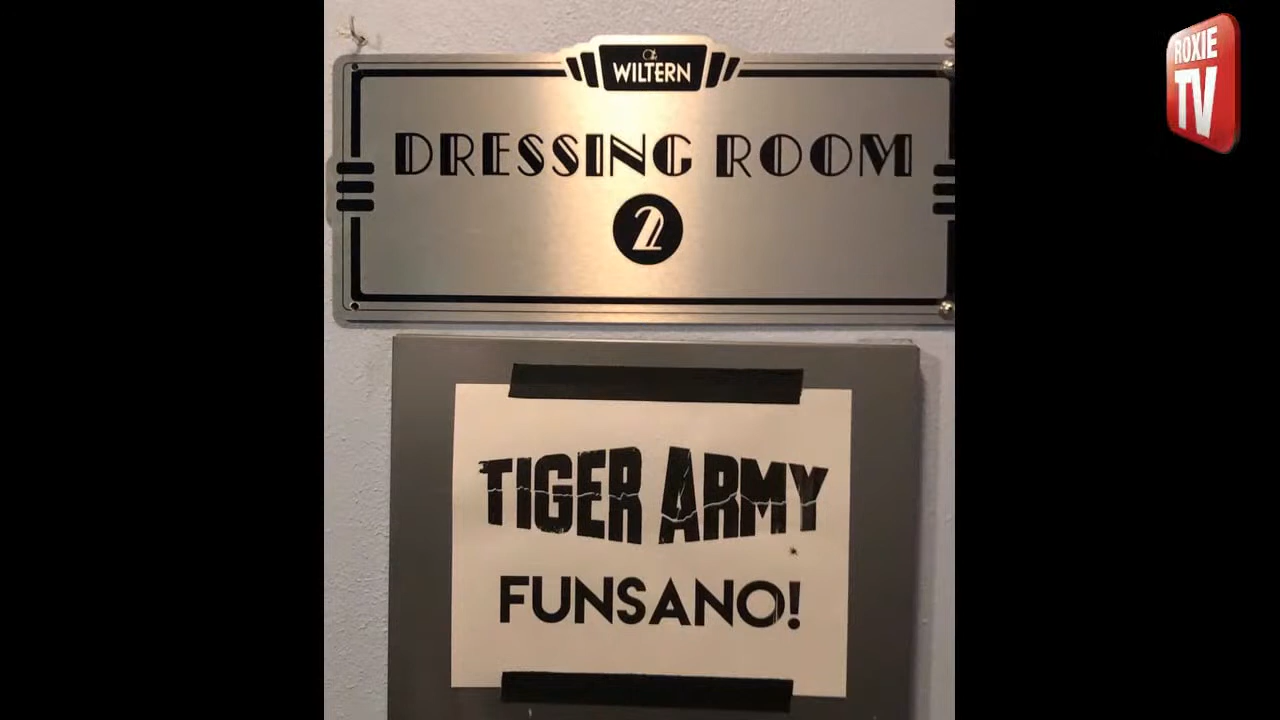 The
WILTERN
DRESSING ROOM
2
TIGER ARMY
FUNSANO!
ROXIE
TV